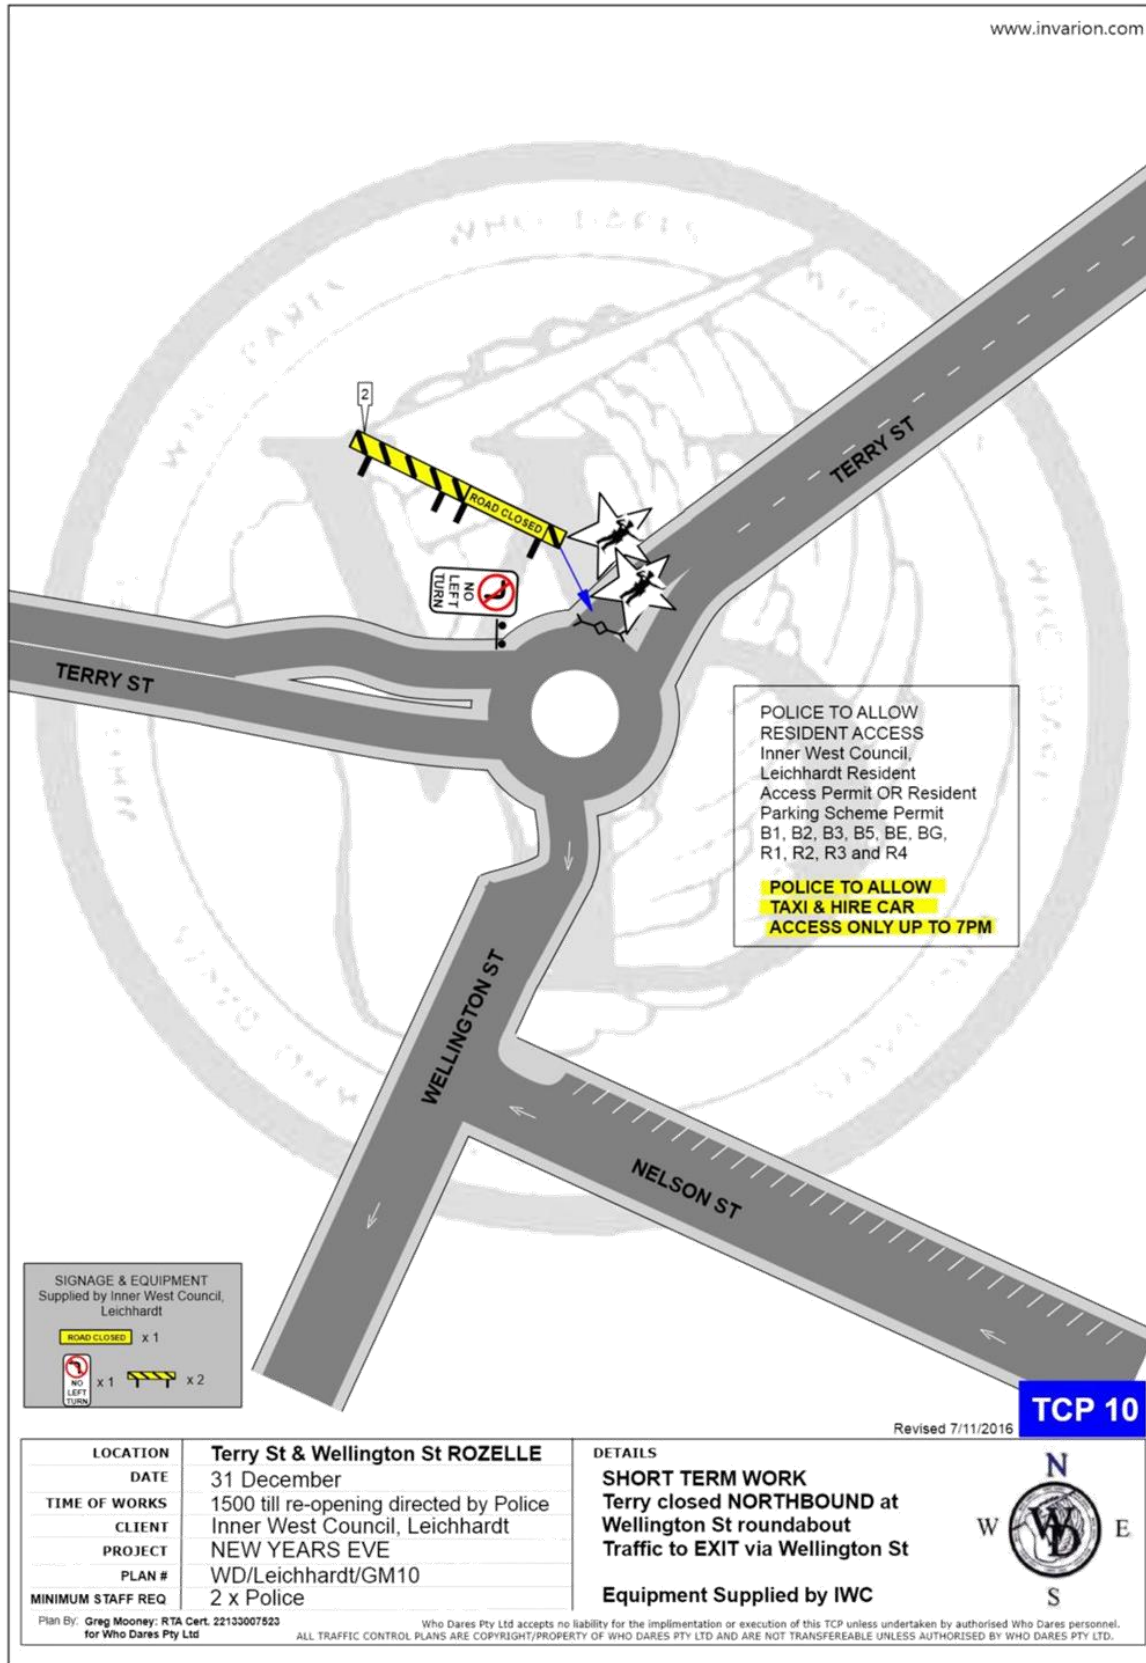 www.invarion.com
WHO DARES
2
ROAD CLOSED
NO
LEFT
TURN
TERRY ST
TERRY ST
POLICE TO ALLOW
RESIDENT ACCESS
Inner West Council,
Leichhardt Resident
Access Permit OR Resident
Parking Scheme Permit
B1, B2, B3, B5, BE, BG,
R1, R2, R3 and R4
POLICE TO ALLOW
TAXI & HIRE CAR
ACCESS ONLY UP TO 7PM
WELLINGTON ST
NELSON ST
SIGNAGE & EQUIPMENT
Supplied by Inner West Council,
Leichhardt
ROAD CLOSED x 1
NO
LEFT
TURN
x 1
x 2
Revised 7/11/2016
TCP 10
LOCATION Terry St & Wellington St ROZELLE
DATE 31 December
TIME OF WORKS 1500 till re-opening directed by Police
CLIENT Inner West Council, Leichhardt
PROJECT NEW YEARS EVE
PLAN # WD/Leichhardt/GM10
MINIMUM STAFF REQ 2 x Police
DETAILS
SHORT TERM WORK
Terry closed NORTHBOUND at
Wellington St roundabout
Traffic to EXIT via Wellington St
Equipment Supplied by IWC
N
W
E
S
WD
Plan By: Greg Mooney: RTA Cert. 22133007523
for Who Dares Pty Ltd
Who Dares Pty Ltd accepts no liability for the implimentation or execution of this TCP unless undertaken by authorised Who Dares personnel.
ALL TRAFFIC CONTROL PLANS ARE COPYRIGHT/PROPERTY OF WHO DARES PTY LTD AND ARE NOT TRANSFEREABLE UNLESS AUTHORISED BY WHO DARES PTY LTD.